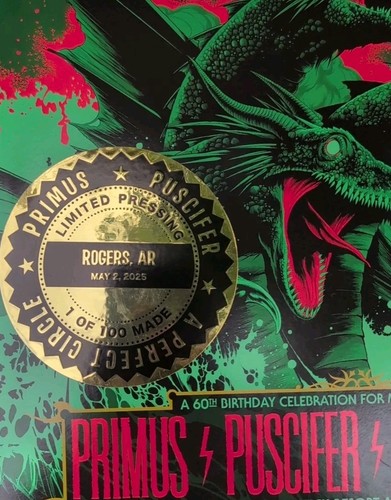 PRIMUS ★ PUSCIFER ★ A PERFECT CIRCLE ★
LIMITED PRESSING
ROGERS, AR
MAY 2, 2025
1 OF 100 MADE
A 60TH BIRTHDAY CELEBRATION FOR
PRIMUS PUSCIFER